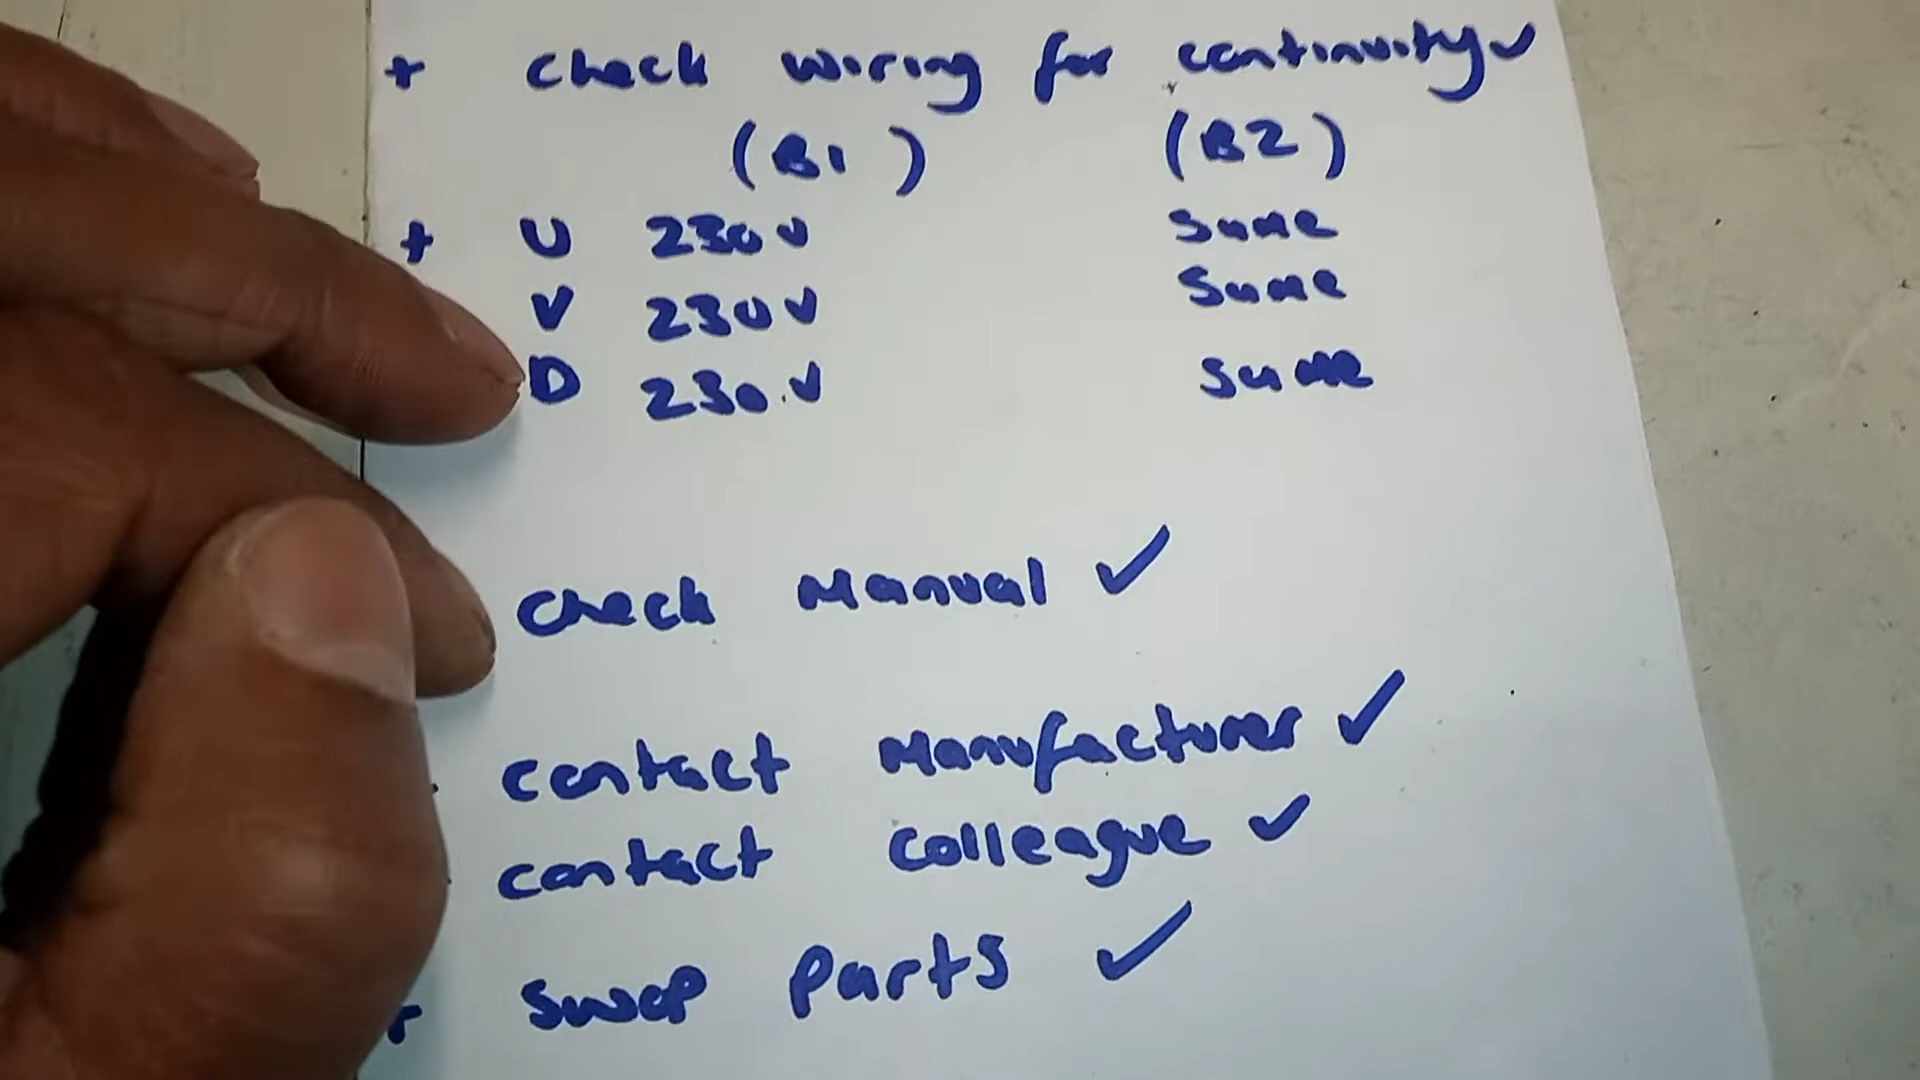 + Check wiring for continuity ✓
(B1) (B2)
+ U 230V Same
V 230V Same
D 230.V Same
Check Manual ✓
Contact Manufacturer ✓
Contact Colleague ✓
+ Swap Parts ✓